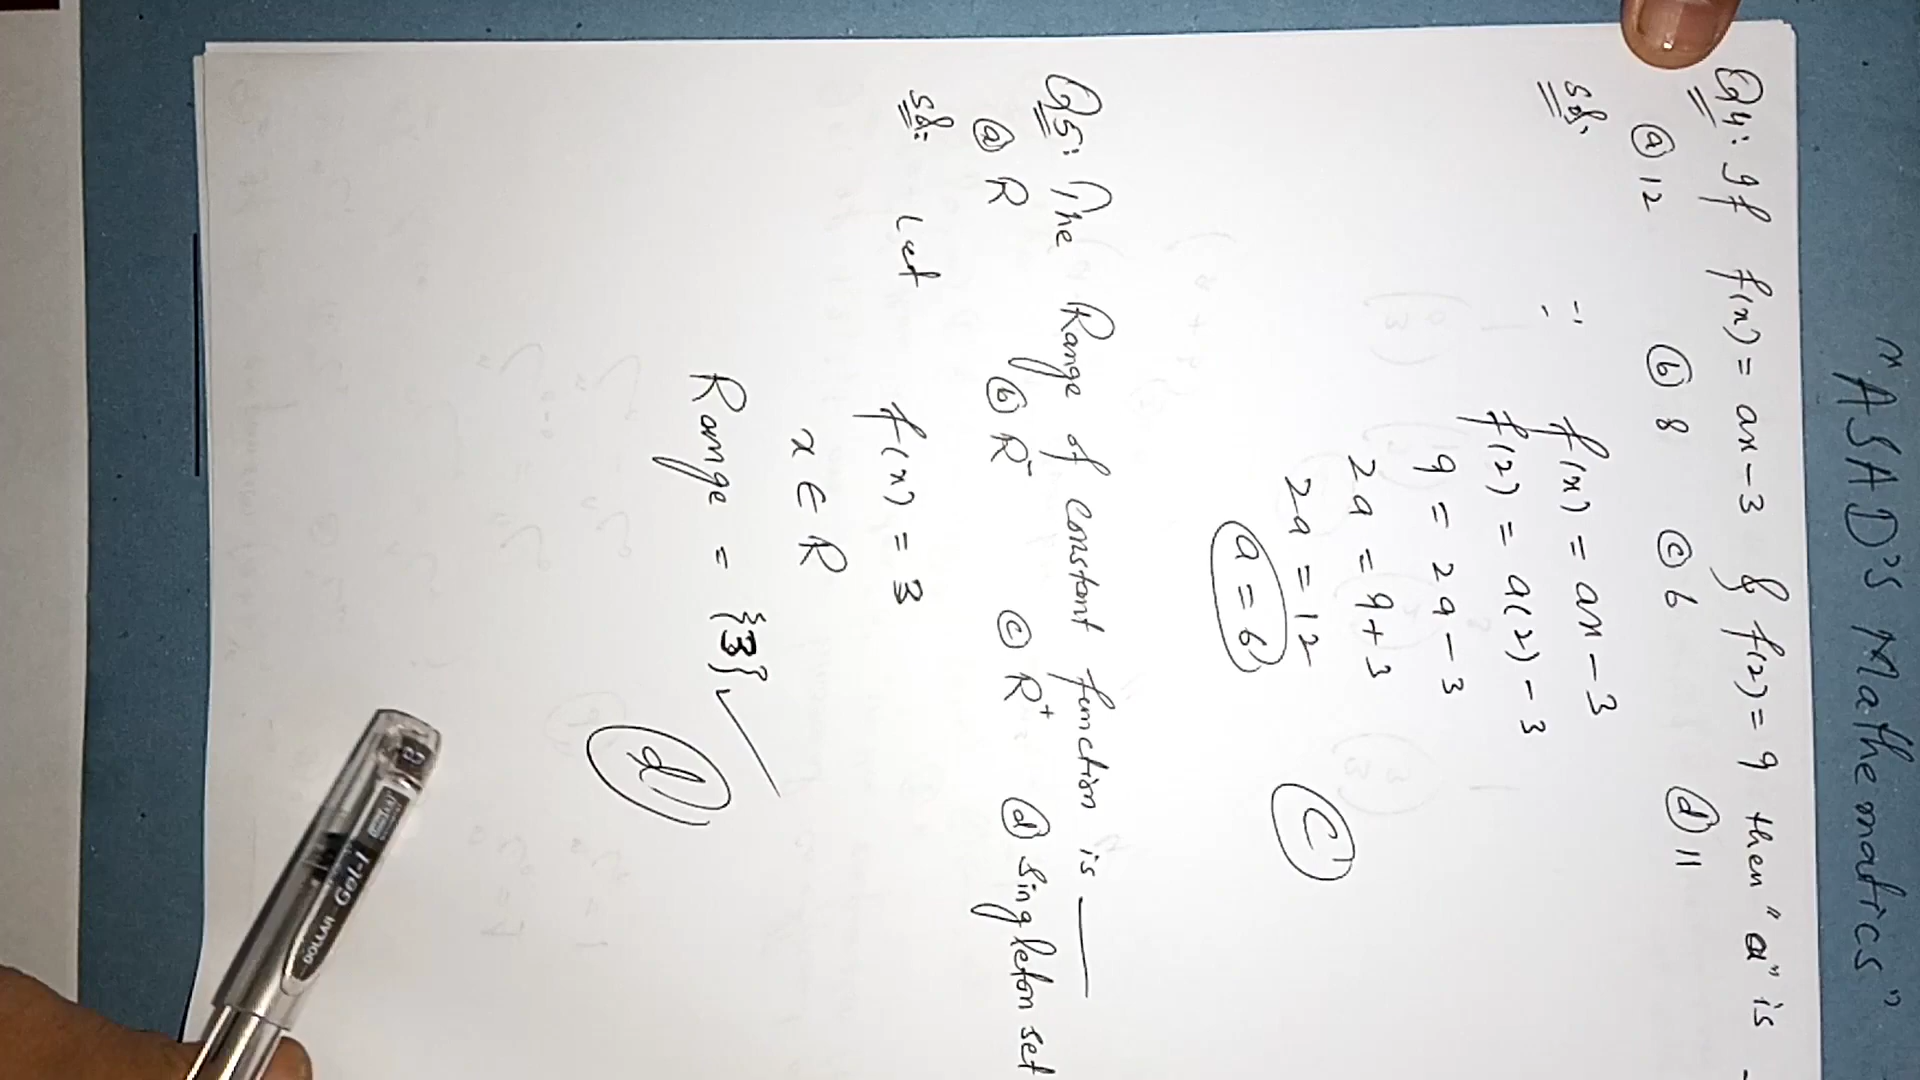 "ASAD's Mathematics"
Q4: If f(x) = ax-3 & f(2) = 9 then "a" is -
ⓐ 12 ⓑ 8 ⓒ 6 ⓓ 11
Sol: ∵ f(x) = ax-3
f(2) = a(2)-3
9 = 2a-3
2a = 9+3
2a = 12
a = 6 C
Q5: The Range of constant function is ___
ⓐ R ⓑ R⁻ ⓒ R⁺ ⓓ Singleton set
Sol: Let f(x) = 3
x ∈ R
Range = {3} ✓
d
DOLLAR Gel-1